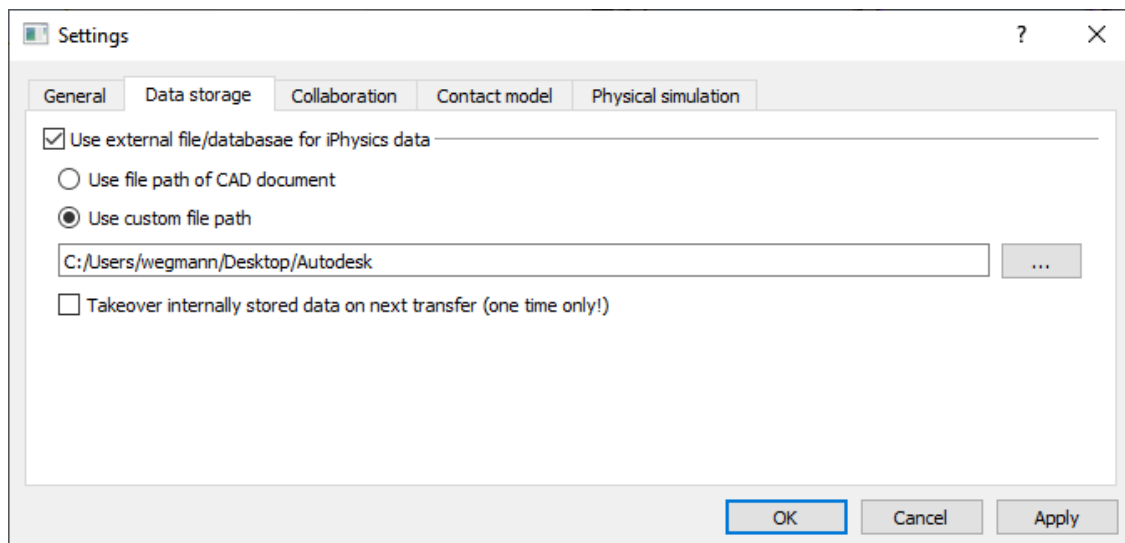 Settings
General Data storage Collaboration Contact model Physical simulation
Use external file/databasae for iPhysics data
Use file path of CAD document
Use custom file path
C:/Users/wegmann/Desktop/Autodesk ...
Takeover internally stored data on next transfer (one time only!)
OK Cancel Apply